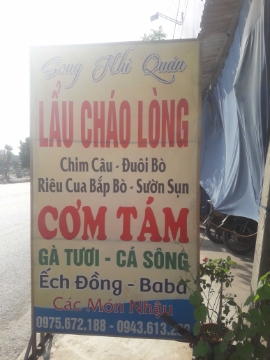 Song Nhi Quán
LẨU CHÁO LÒNG
Chim Câu - Đuôi Bò
Riêu Cua Bắp Bò - Sườn Sụn
CƠM TÁM
GÀ TƯƠI - CÁ SÔNG
Ếch Đồng - Baba
Các Món Nhậu
0975.672.188 - 0943.613.